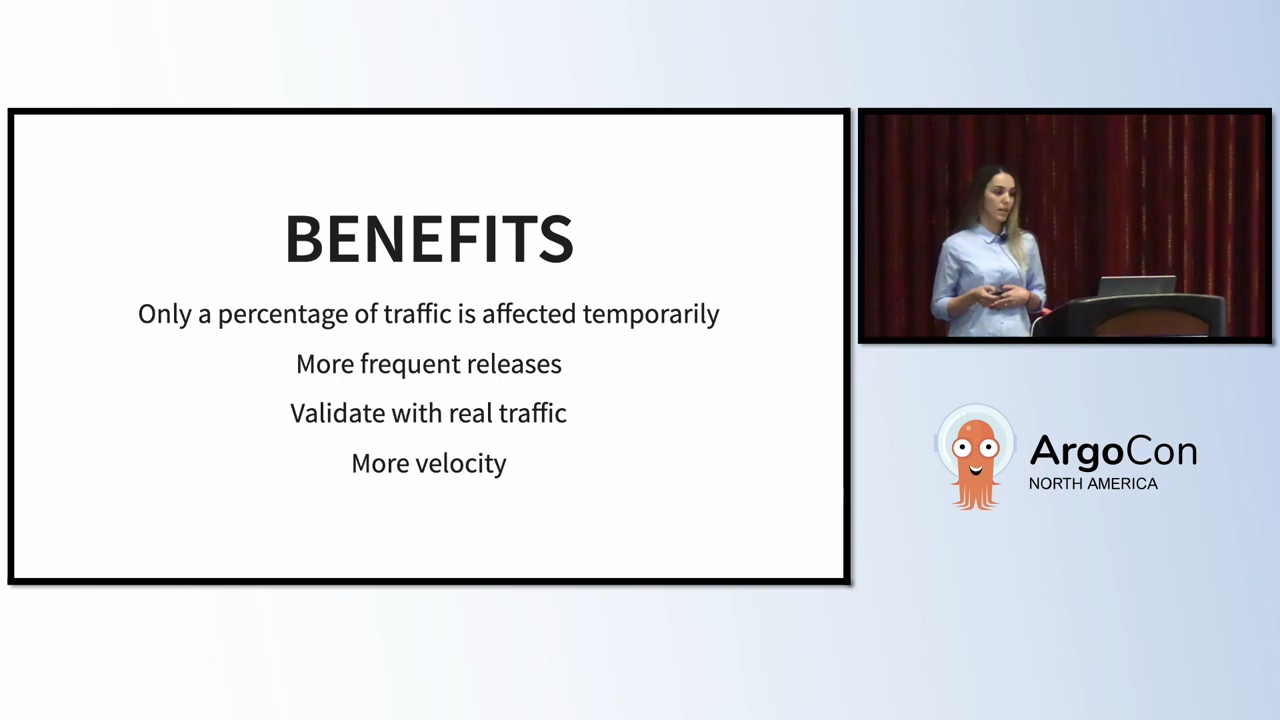 BENEFITS
Only a percentage of traffic is affected temporarily
More frequent releases
Validate with real traffic
More velocity
ArgoCon
NORTH AMERICA